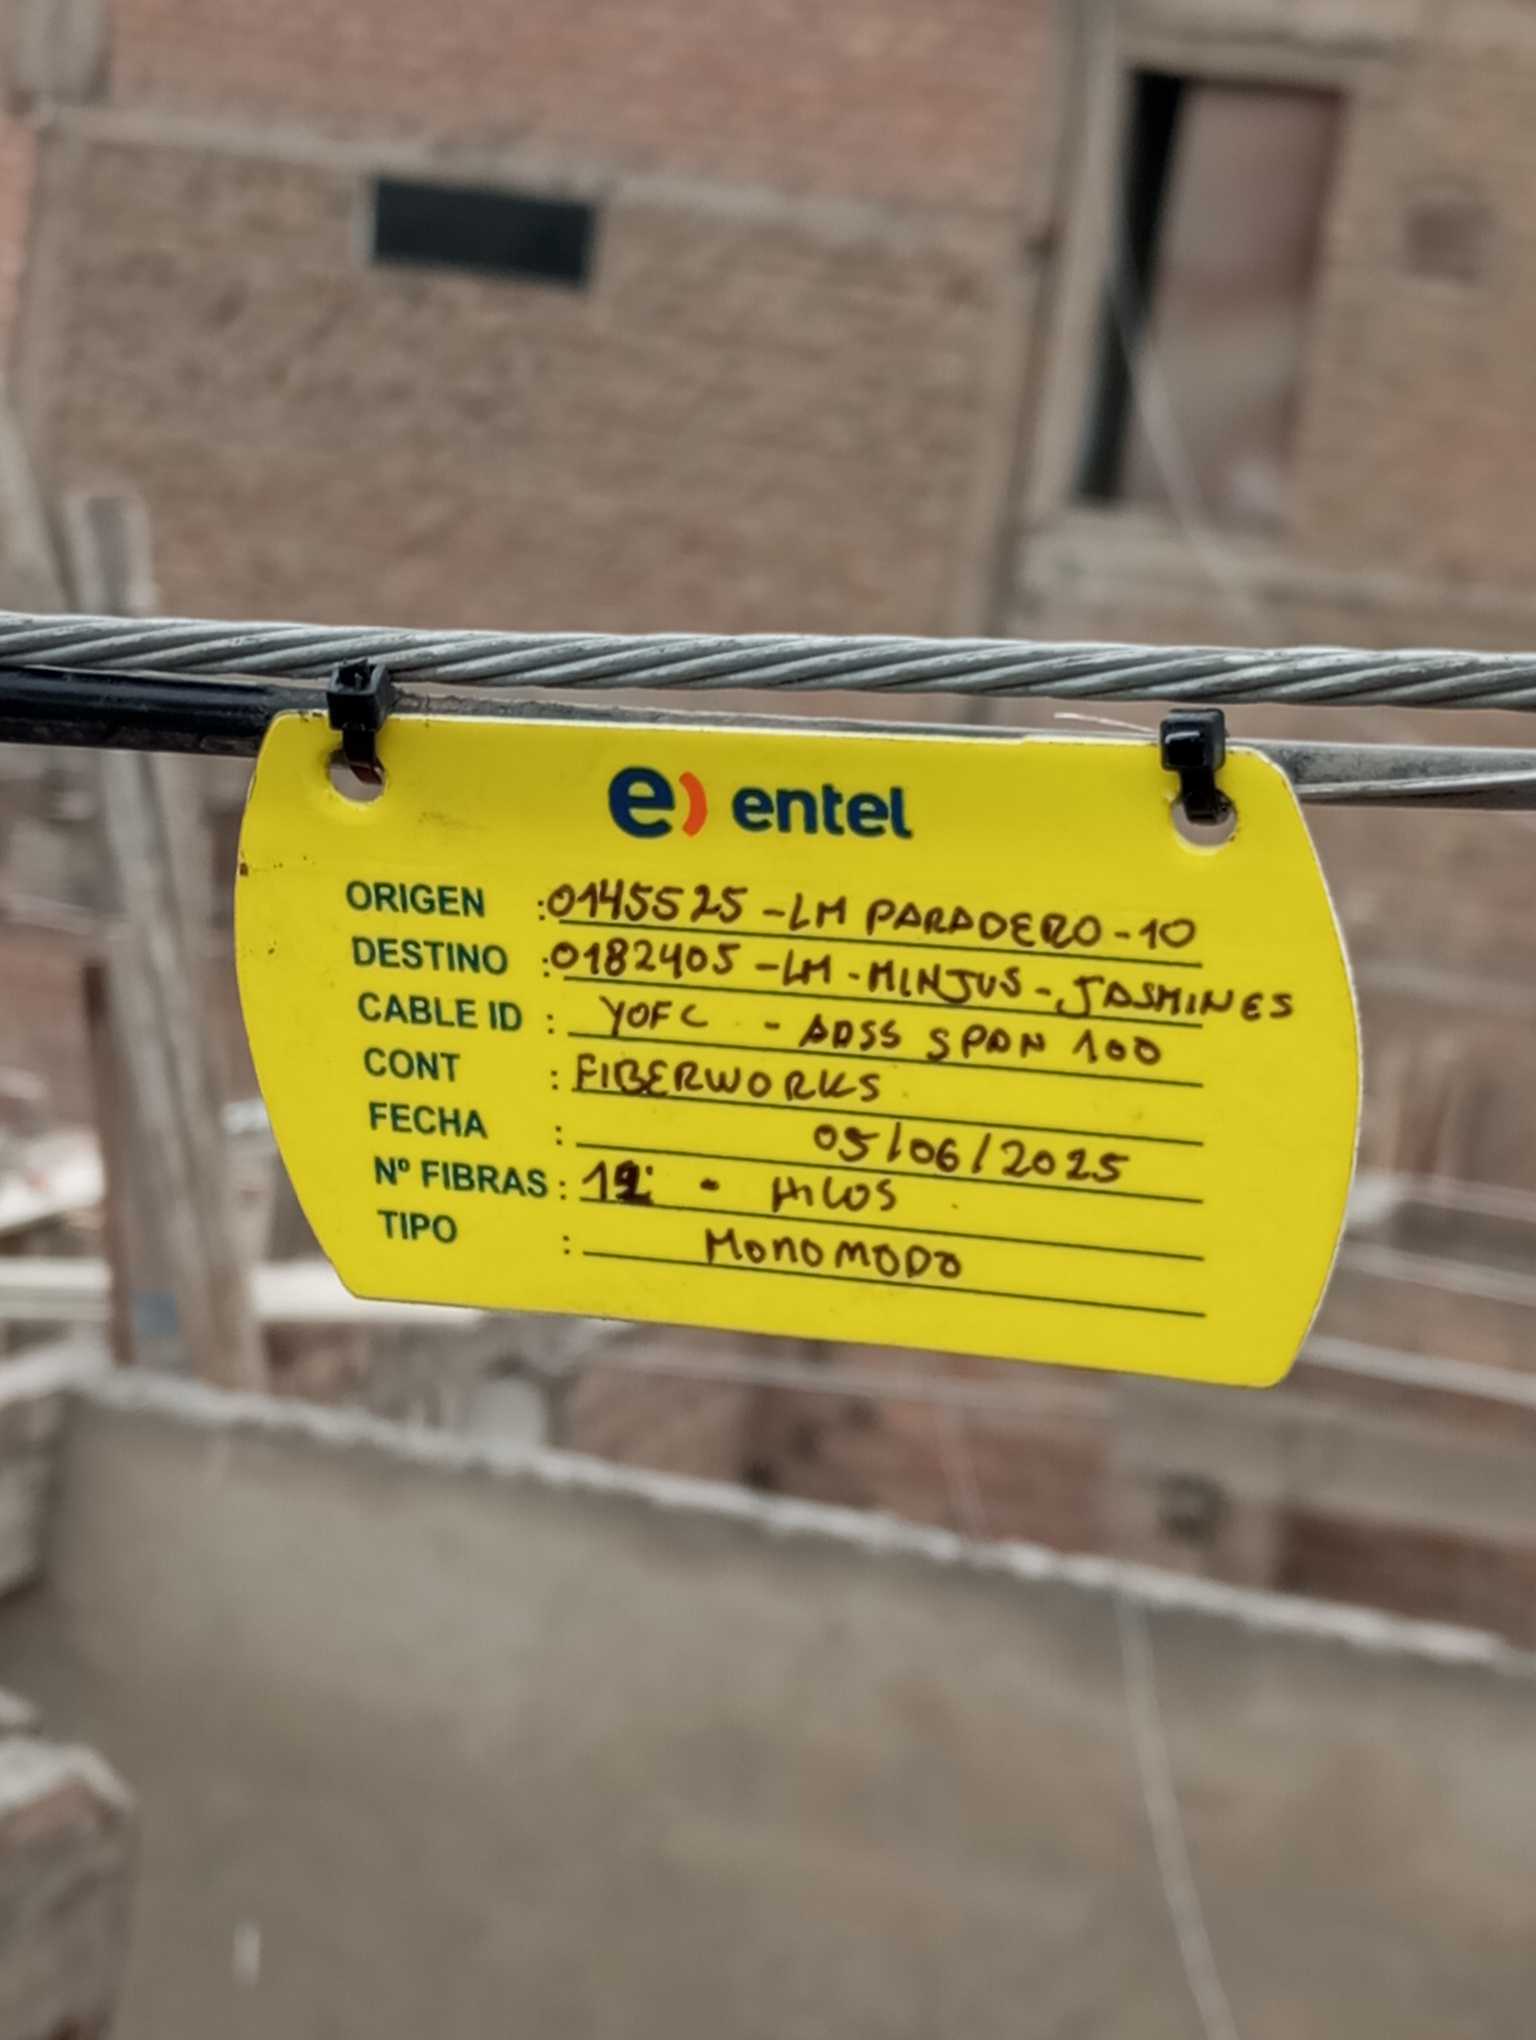 e) entel
ORIGEN :0145525 -LM PARADERO-10
DESTINO :0182405 -LM-MINJUS-JASMINES
CABLE ID : YOFC - ADSS SPAN 100
CONT : FIBERWORKS
FECHA : 05/06/2025
Nº FIBRAS : 12 - HILOS
TIPO : MONOMODO